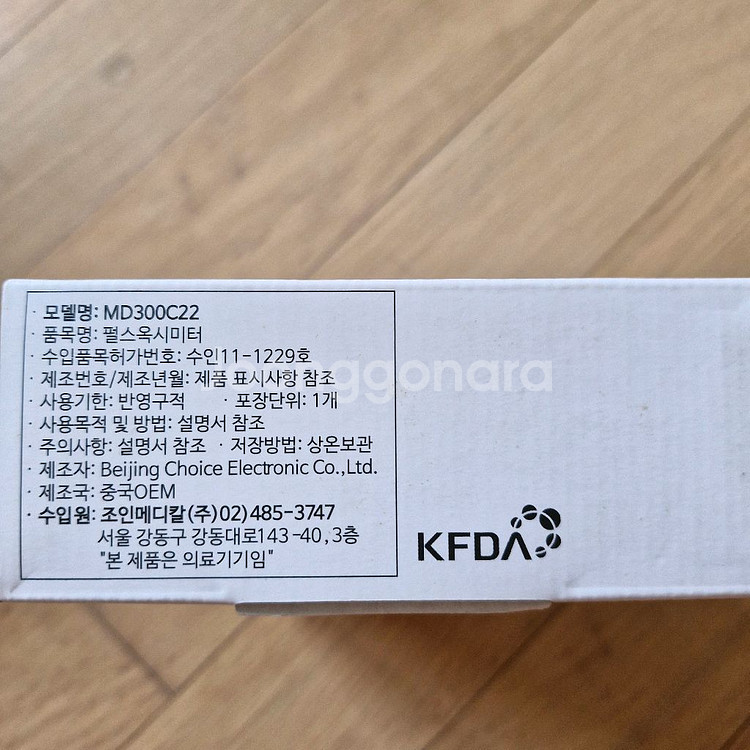 · 모델명: MD300C22
· 품목명: 펄스옥시미터
· 수입품목허가번호: 수인11-1229호
· 제조번호/제조년월: 제품 표시사항 참조
· 사용기한: 반영구적 · 포장단위: 1개
· 사용목적 및 방법: 설명서 참조
· 주의사항: 설명서 참조 · 저장방법: 상온보관
· 제조자: Beijing Choice Electronic Co.,Ltd.
· 제조국: 중국OEM
· 수입원: 조인메디칼(주)02)485-3747
서울 강동구 강동대로143-40,3층
"본 제품은 의료기기임"
KFDA